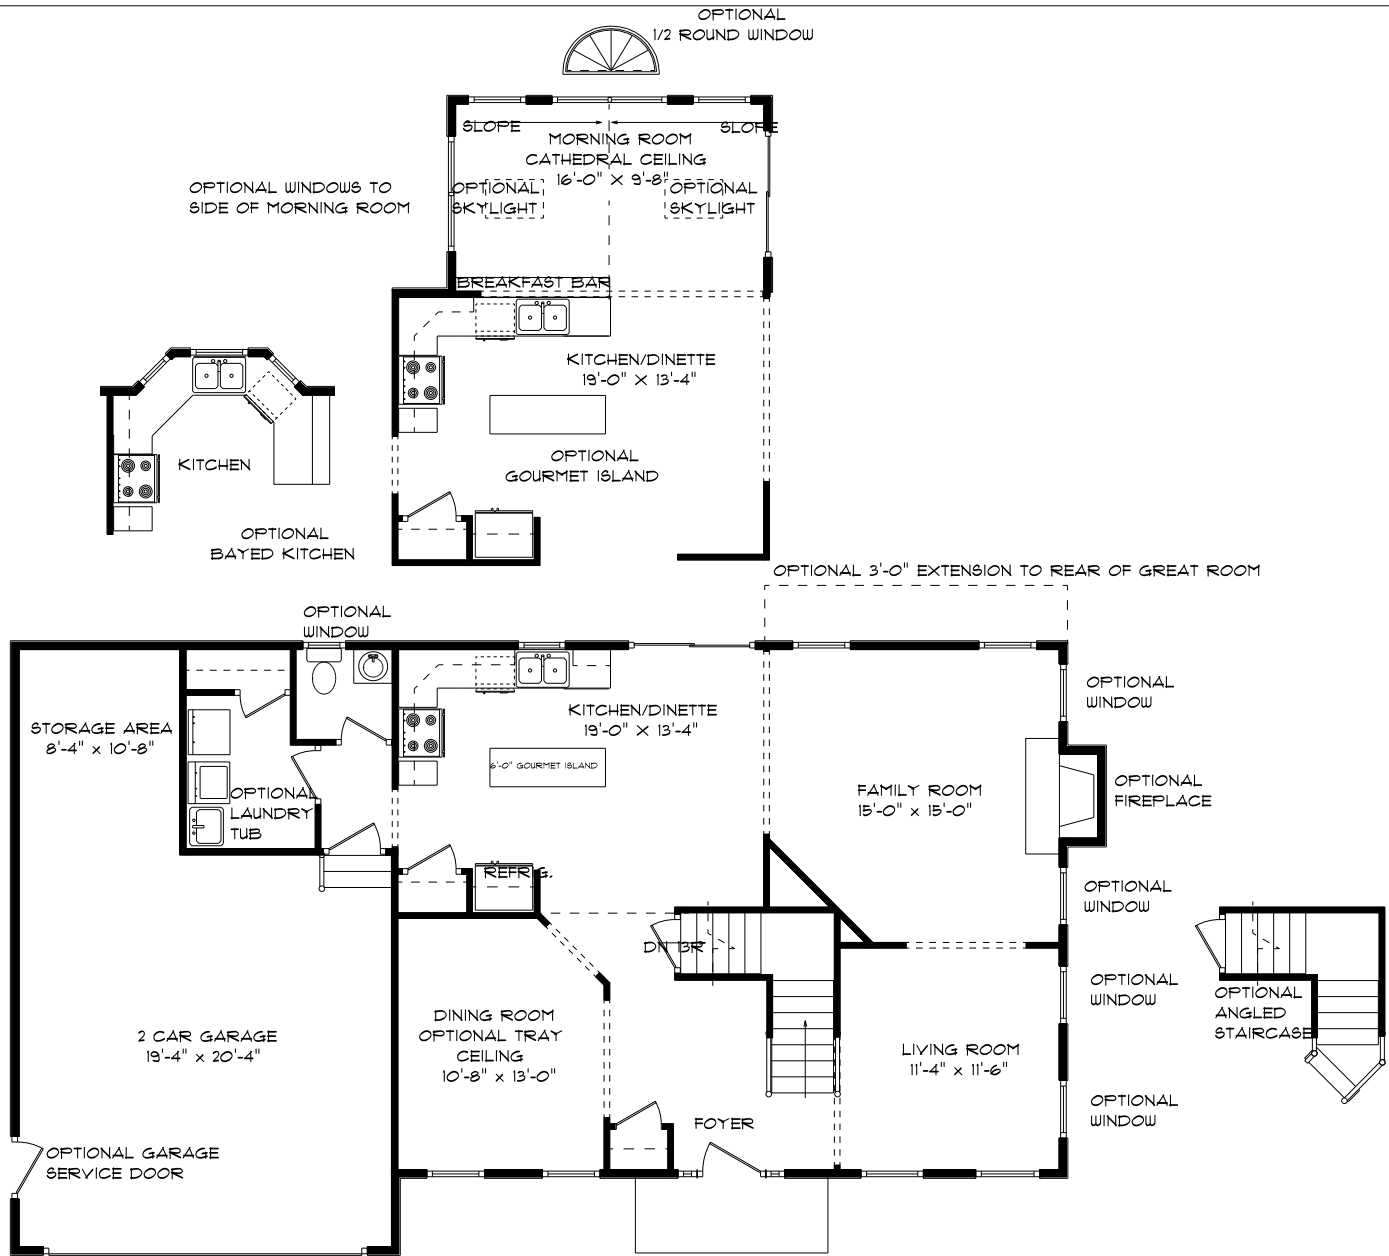 OPTIONAL
1/2 ROUND WINDOW
SLOPE
SLOPE
MORNING ROOM
CATHEDRAL CEILING
16'-0" X 9'-8"
OPTIONAL WINDOWS TO
SIDE OF MORNING ROOM
OPTIONAL
SKYLIGHT
OPTIONAL
SKYLIGHT
BREAKFAST BAR
KITCHEN/DINETTE
19'-0" X 13'-4"
OPTIONAL
GOURMET ISLAND
KITCHEN
OPTIONAL
BAYED KITCHEN
OPTIONAL 3'-0" EXTENSION TO REAR OF GREAT ROOM
OPTIONAL
WINDOW
STORAGE AREA
8'-4" x 10'-8"
OPTIONAL
LAUNDRY
TUB
KITCHEN/DINETTE
19'-0" X 13'-4"
6'-0" GOURMET ISLAND
REFRIG.
FAMILY ROOM
15'-0" x 15'-0"
OPTIONAL
WINDOW
OPTIONAL
FIREPLACE
OPTIONAL
WINDOW
DN 13R
OPTIONAL
WINDOW
OPTIONAL
ANGLED
STAIRCASE
2 CAR GARAGE
19'-4" x 20'-4"
DINING ROOM
OPTIONAL TRAY
CEILING
10'-8" x 13'-0"
LIVING ROOM
11'-4" x 11'-6"
OPTIONAL
WINDOW
FOYER
OPTIONAL GARAGE
SERVICE DOOR